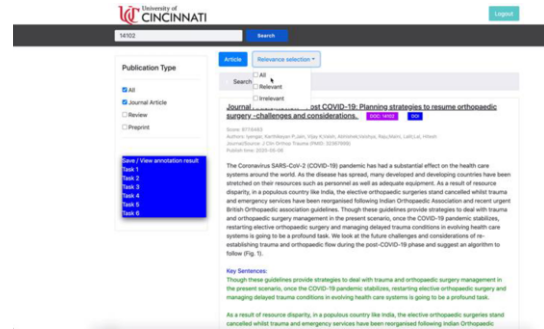 University of
CINCINNATI
Logout
14102
Search
Publication Type
All
Journal Article
Review
Preprint
Save / View annotation result
Task 1
Task 2
Task 3
Task 4
Task 5
Task 6
Article
Relevance selection
All
Relevant
Irrelevant
Search
Journal
ost COVID-19: Planning strategies to resume orthopaedic
surgery -challenges and considerations.
DOC: 14102
DOI
Publish time: 2020-05-06
The Coronavirus SARS-CoV-2 (COVID-19) pandemic has had a substantial effect on the health care
systems around the world. As the disease has spread, many developed and developing countries have been
stretched on their resources such as personnel as well as adequate equipment. As a result of resource
disparity, in a populous country like India, the elective orthopaedic surgeries stand cancelled whilst trauma
and emergency services have been reorganised following Indian Orthopaedic Association and recent urgent
British Orthopaedic association guidelines. Though these guidelines provide strategies to deal with trauma
and orthopaedic surgery management in the present scenario, once the COVID-19 pandemic stabilizes,
restarting elective orthopaedic surgery and managing delayed trauma conditions in evolving health care
systems is going to be a profound task. We look at the future challenges and considerations of re-
establishing trauma and orthopaedic flow during the post-COVID-19 phase and suggest an algorithm to
follow (Fig. 1).
Key Sentences:
Though these guidelines provide strategies to deal with trauma and orthopaedic surgery management in
the present scenario, once the COVID-19 pandemic stabilizes, restarting elective orthopaedic surgery and
managing delayed trauma conditions in evolving health care systems is going to be a profound task.
As a result of resource disparity, in a populous country like India, the elective orthopaedic surgeries stand
cancelled whilst trauma and emergency services have been reorganised following Indian Orthopaedic